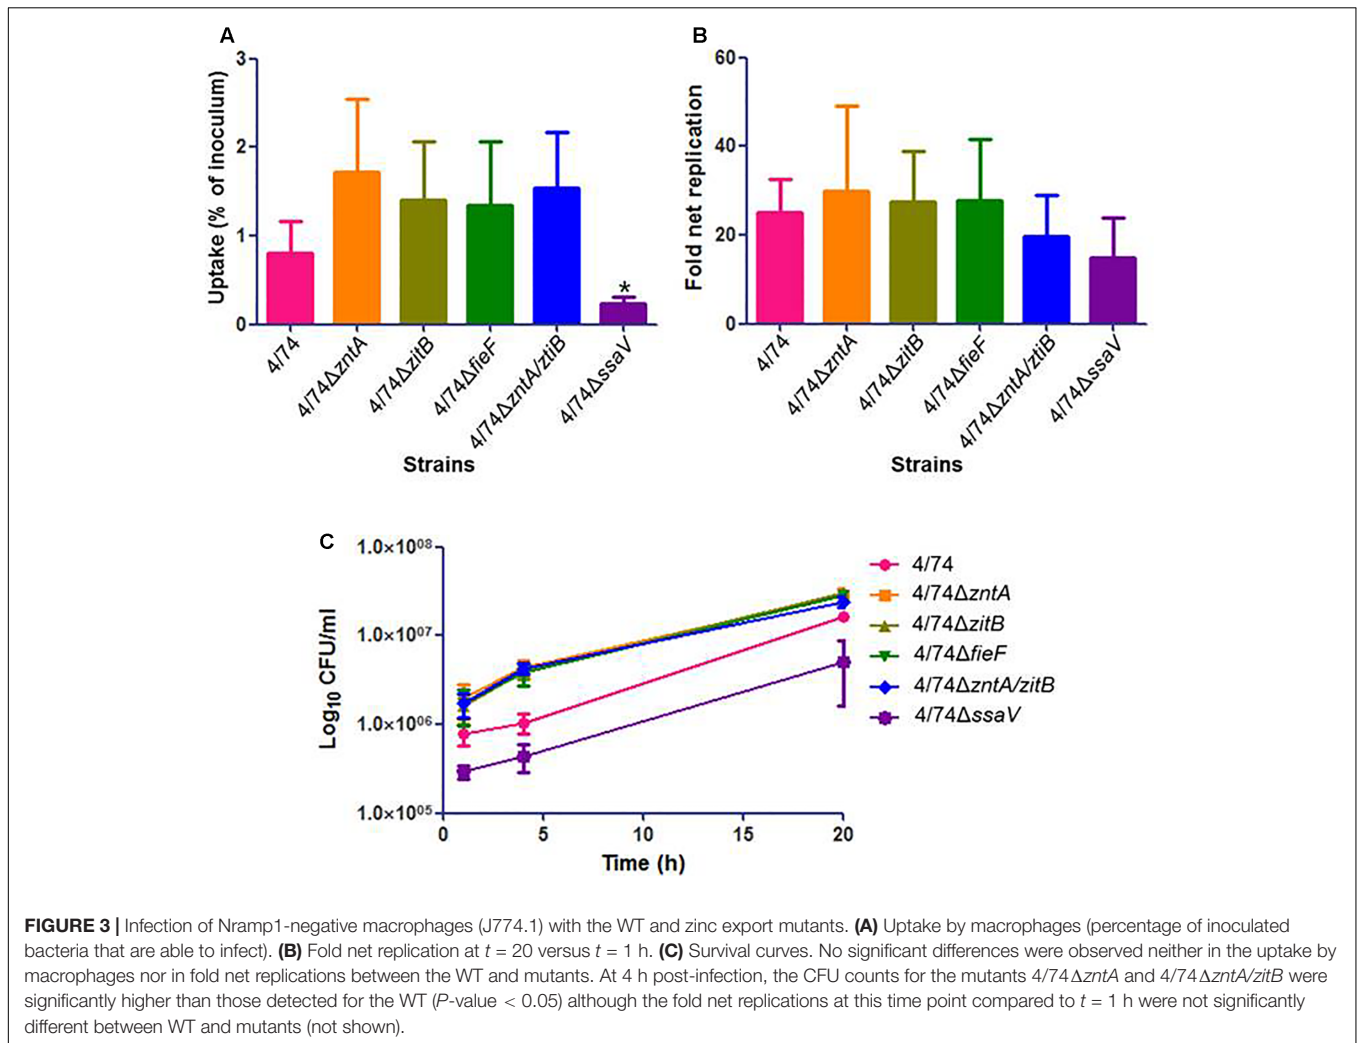 A
3
2
1
0
Uptake (% of inoculum)
4/74
4/74ΔzntA
4/74ΔzitB
4/74ΔfieF
4/74ΔzntA/ztiB
4/74ΔssaV
*
Strains
B
60
40
20
0
Fold net replication
4/74
4/74ΔzntA
4/74ΔzitB
4/74ΔfieF
4/74ΔzntA/ztiB
4/74ΔssaV
Strains
C
1.0×10⁰⁸
1.0×10⁰⁷
1.0×10⁰⁶
1.0×10⁰⁵
Log₁₀ CFU/ml
0 5 10 15 20
Time (h)
4/74
4/74ΔzntA
4/74ΔzitB
4/74ΔfieF
4/74ΔzntA/zitB
4/74ΔssaV
FIGURE 3 | Infection of Nramp1-negative macrophages (J774.1) with the WT and zinc export mutants. (A) Uptake by macrophages (percentage of inoculated
bacteria that are able to infect). (B) Fold net replication at t = 20 versus t = 1 h. (C) Survival curves. No significant differences were observed neither in the uptake by
macrophages nor in fold net replications between the WT and mutants. At 4 h post-infection, the CFU counts for the mutants 4/74ΔzntA and 4/74ΔzntA/zitB were
significantly higher than those detected for the WT (P-value < 0.05) although the fold net replications at this time point compared to t = 1 h were not significantly
different between WT and mutants (not shown).